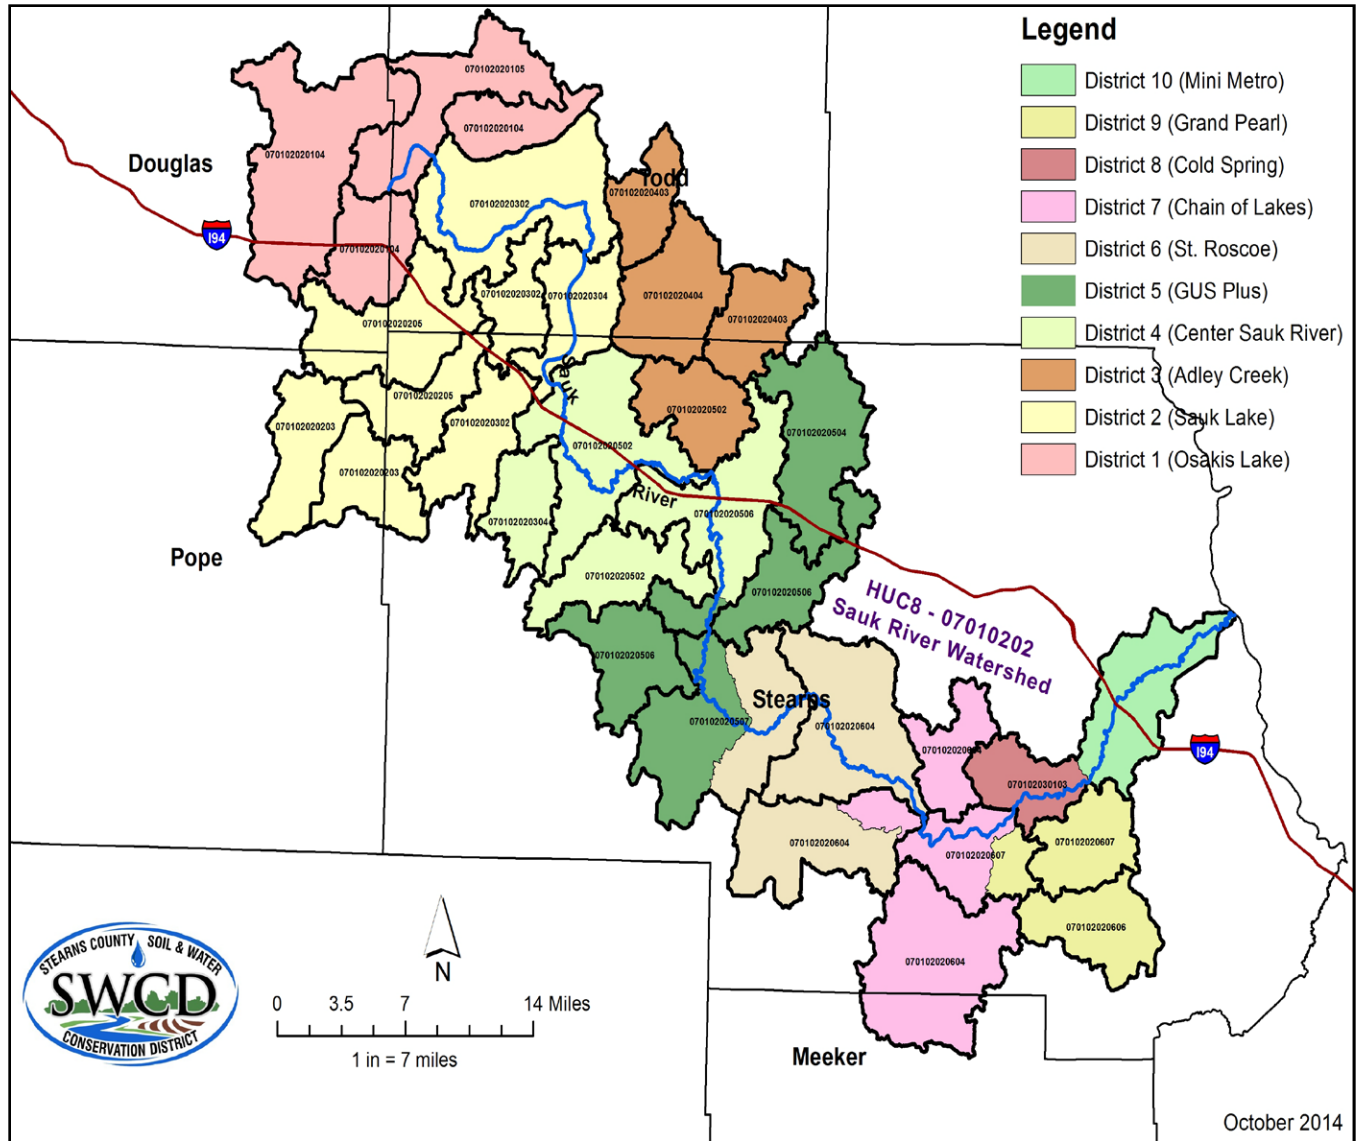 Legend
District 10 (Mini Metro)
District 9 (Grand Pearl)
District 8 (Cold Spring)
District 7 (Chain of Lakes)
District 6 (St. Roscoe)
District 5 (GUS Plus)
District 4 (Center Sauk River)
District 3 (Adley Creek)
District 2 (Sauk Lake)
District 1 (Osakis Lake)
070102020105
070102020104
070102020104
Douglas
Todd
070102020403
070102020302
I94
070102020104
070102020302
070102020304
070102020404
070102020403
070102020205
Sauk
070102020205
070102020502
070102020203
070102020302
070102020504
070102020502
070102020203
River
070102020506
070102020304
Pope
070102020502
070102020506
HUC8 - 07010202
Sauk River Watershed
070102020506
Stearns
070102020507
070102020604
I94
070102030103
070102020604
070102020607
070102020607
070102020606
070102020604
STEARNS COUNTY SOIL & WATER
SWCD
CONSERVATION DISTRICT
N
0 3.5 7 14 Miles
1 in = 7 miles
Meeker
October 2014